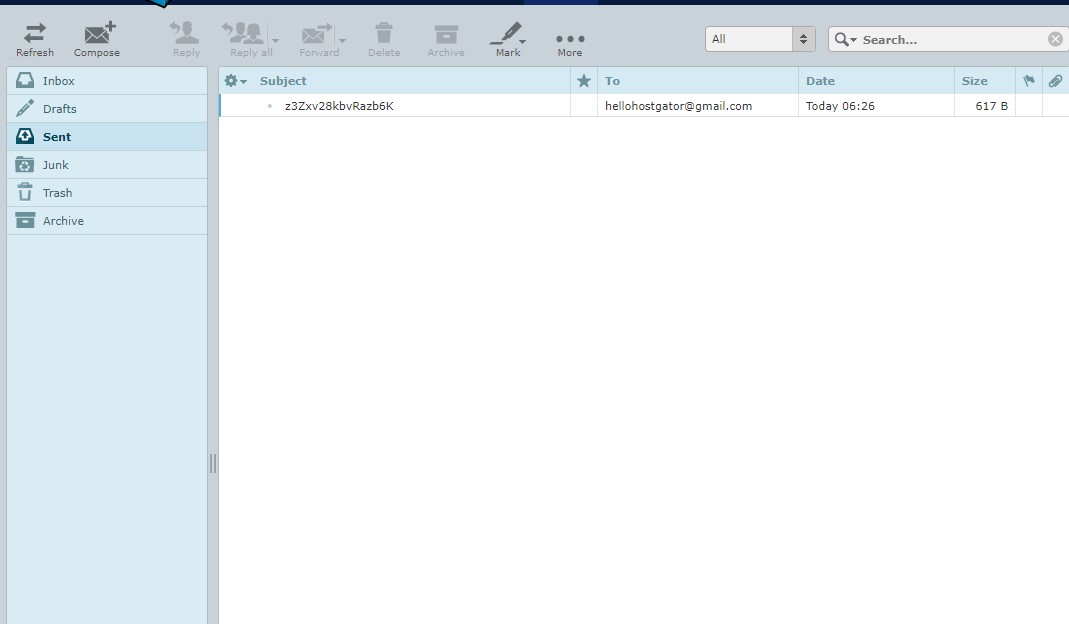 Refresh Compose Reply Reply all Forward Delete Archive Mark More All Search...
Inbox
Drafts
Sent
Junk
Trash
Archive
Subject To Date Size
z3Zxv28kbvRazb6K hellohostgator@gmail.com Today 06:26 617 B